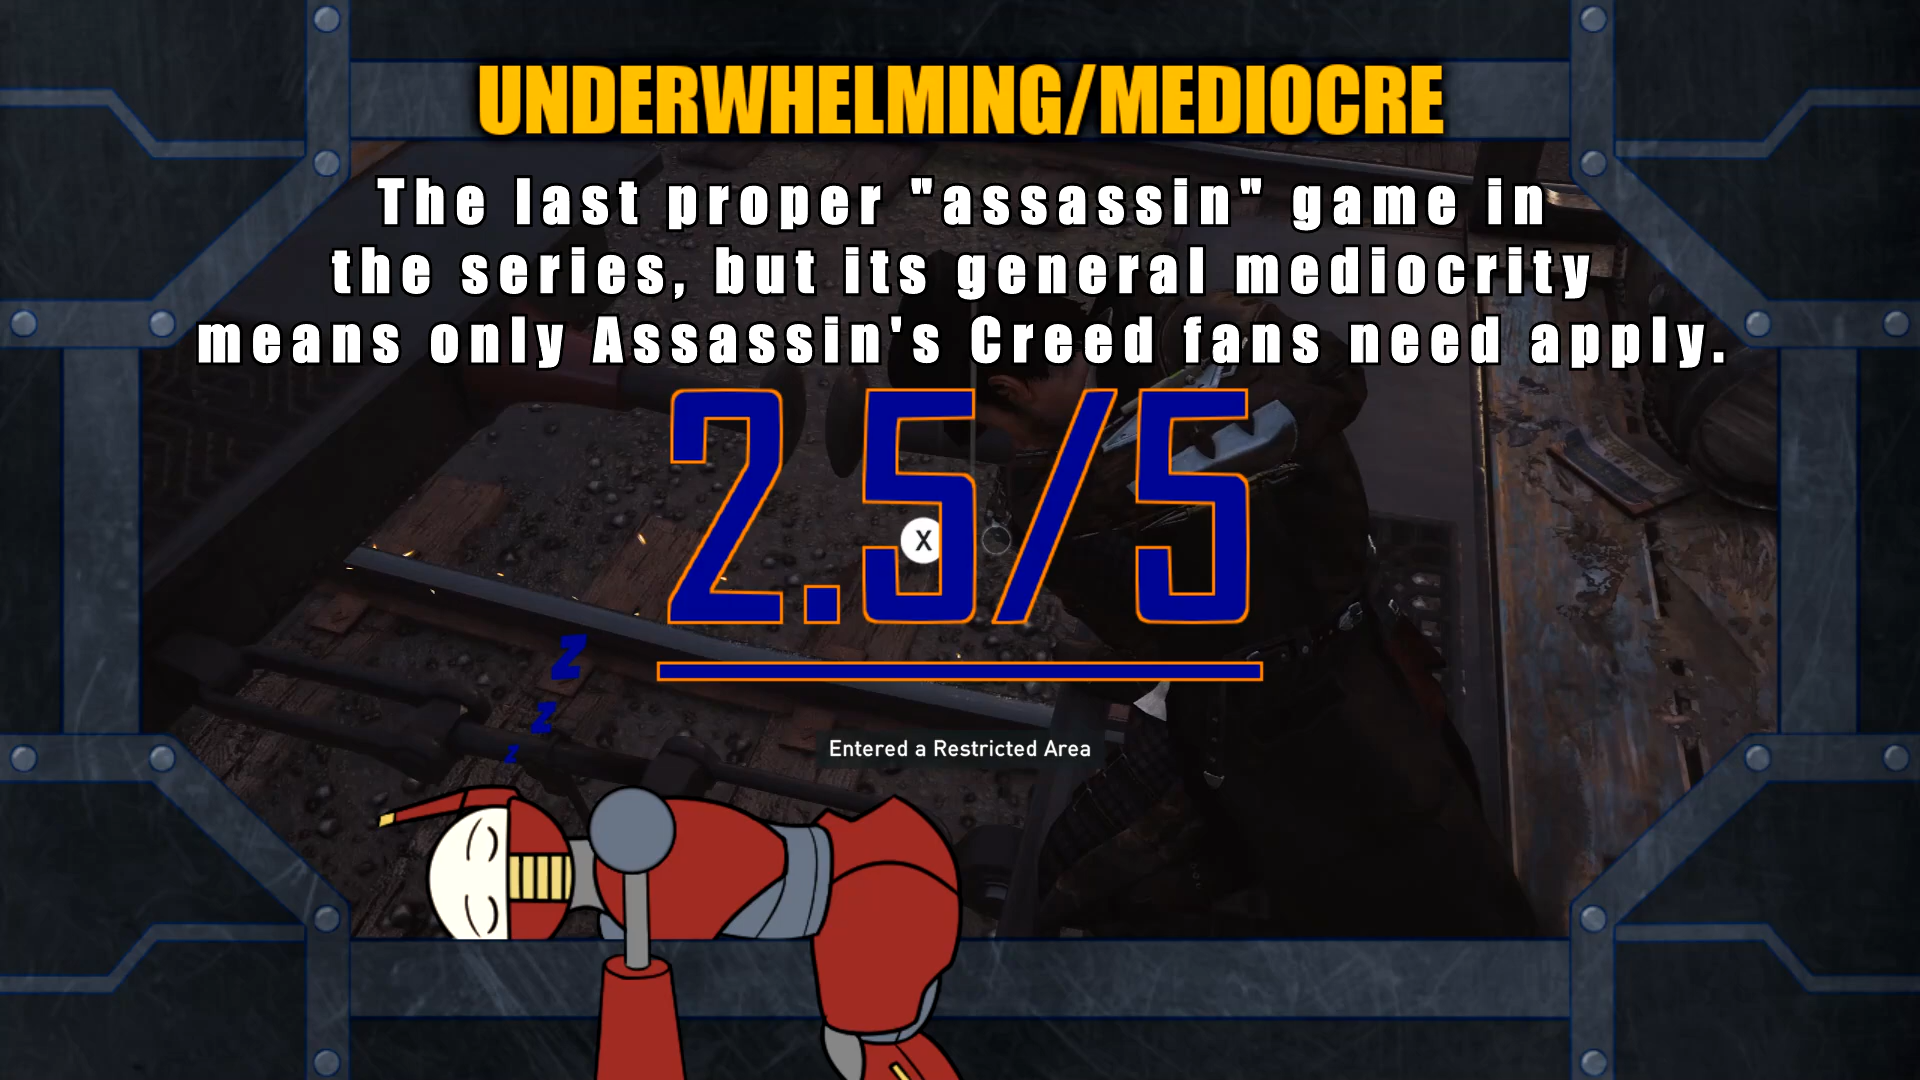 UNDERWHELMING/MEDIOCRE
The last proper "assassin" game in
the series, but its general mediocrity
means only Assassin's Creed fans need apply.
2.5/5
X
Z
Z
Z
Entered a Restricted Area